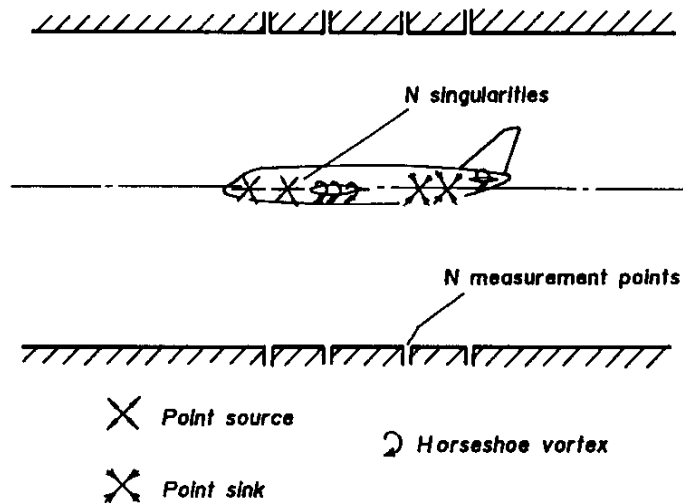 N singularities
N measurement points
Point source
Horseshoe vortex
Point sink